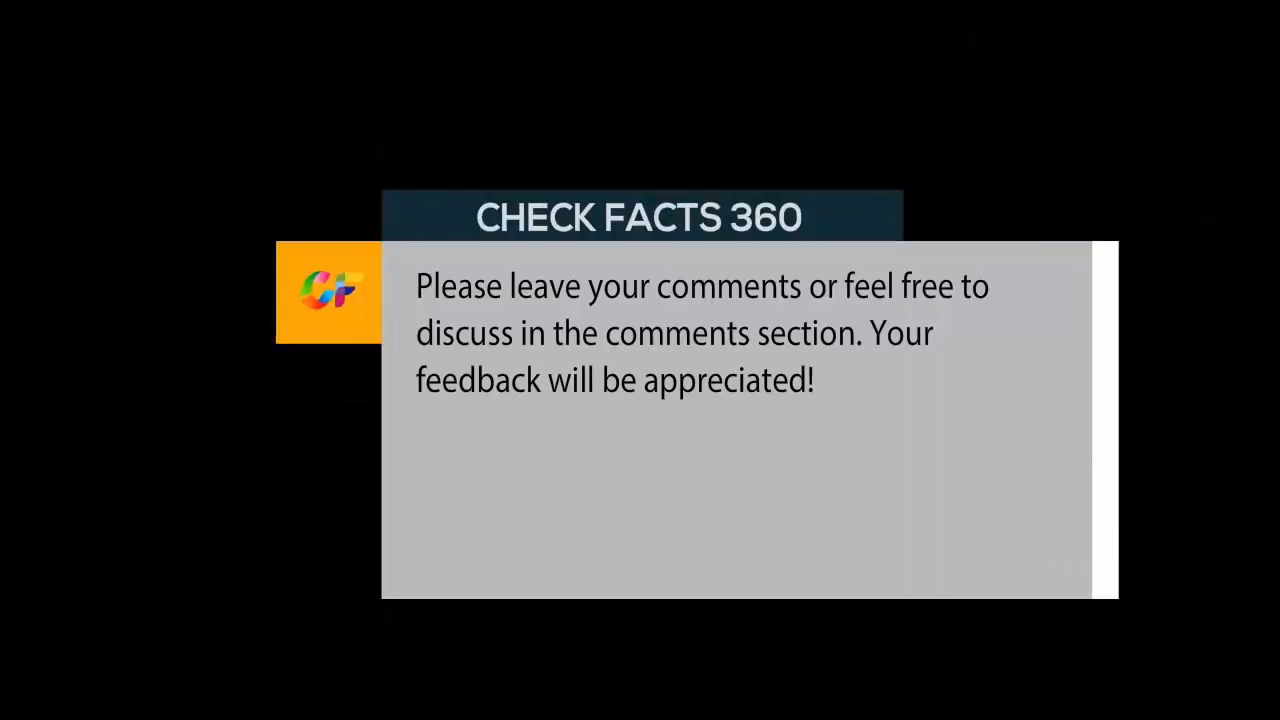 CHECK FACTS 360
CF
Please leave your comments or feel free to
discuss in the comments section. Your
feedback will be appreciated!